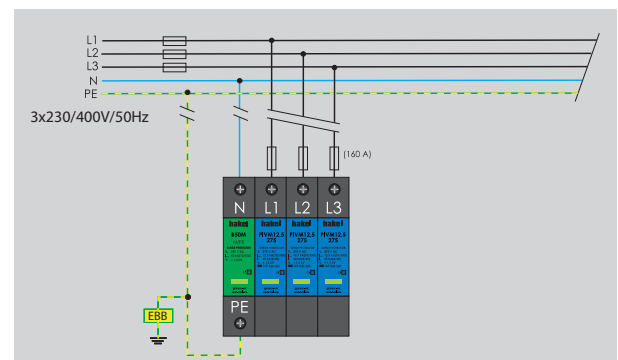 L1
L2
L3
N
PE
3x230/400V/50Hz
(160 A)
N L1 L2 L3
hakel hakel hakel hakel
B50M PIVM12,5 PIVM12,5 PIVM12,5
275 275 275
PE
EBB